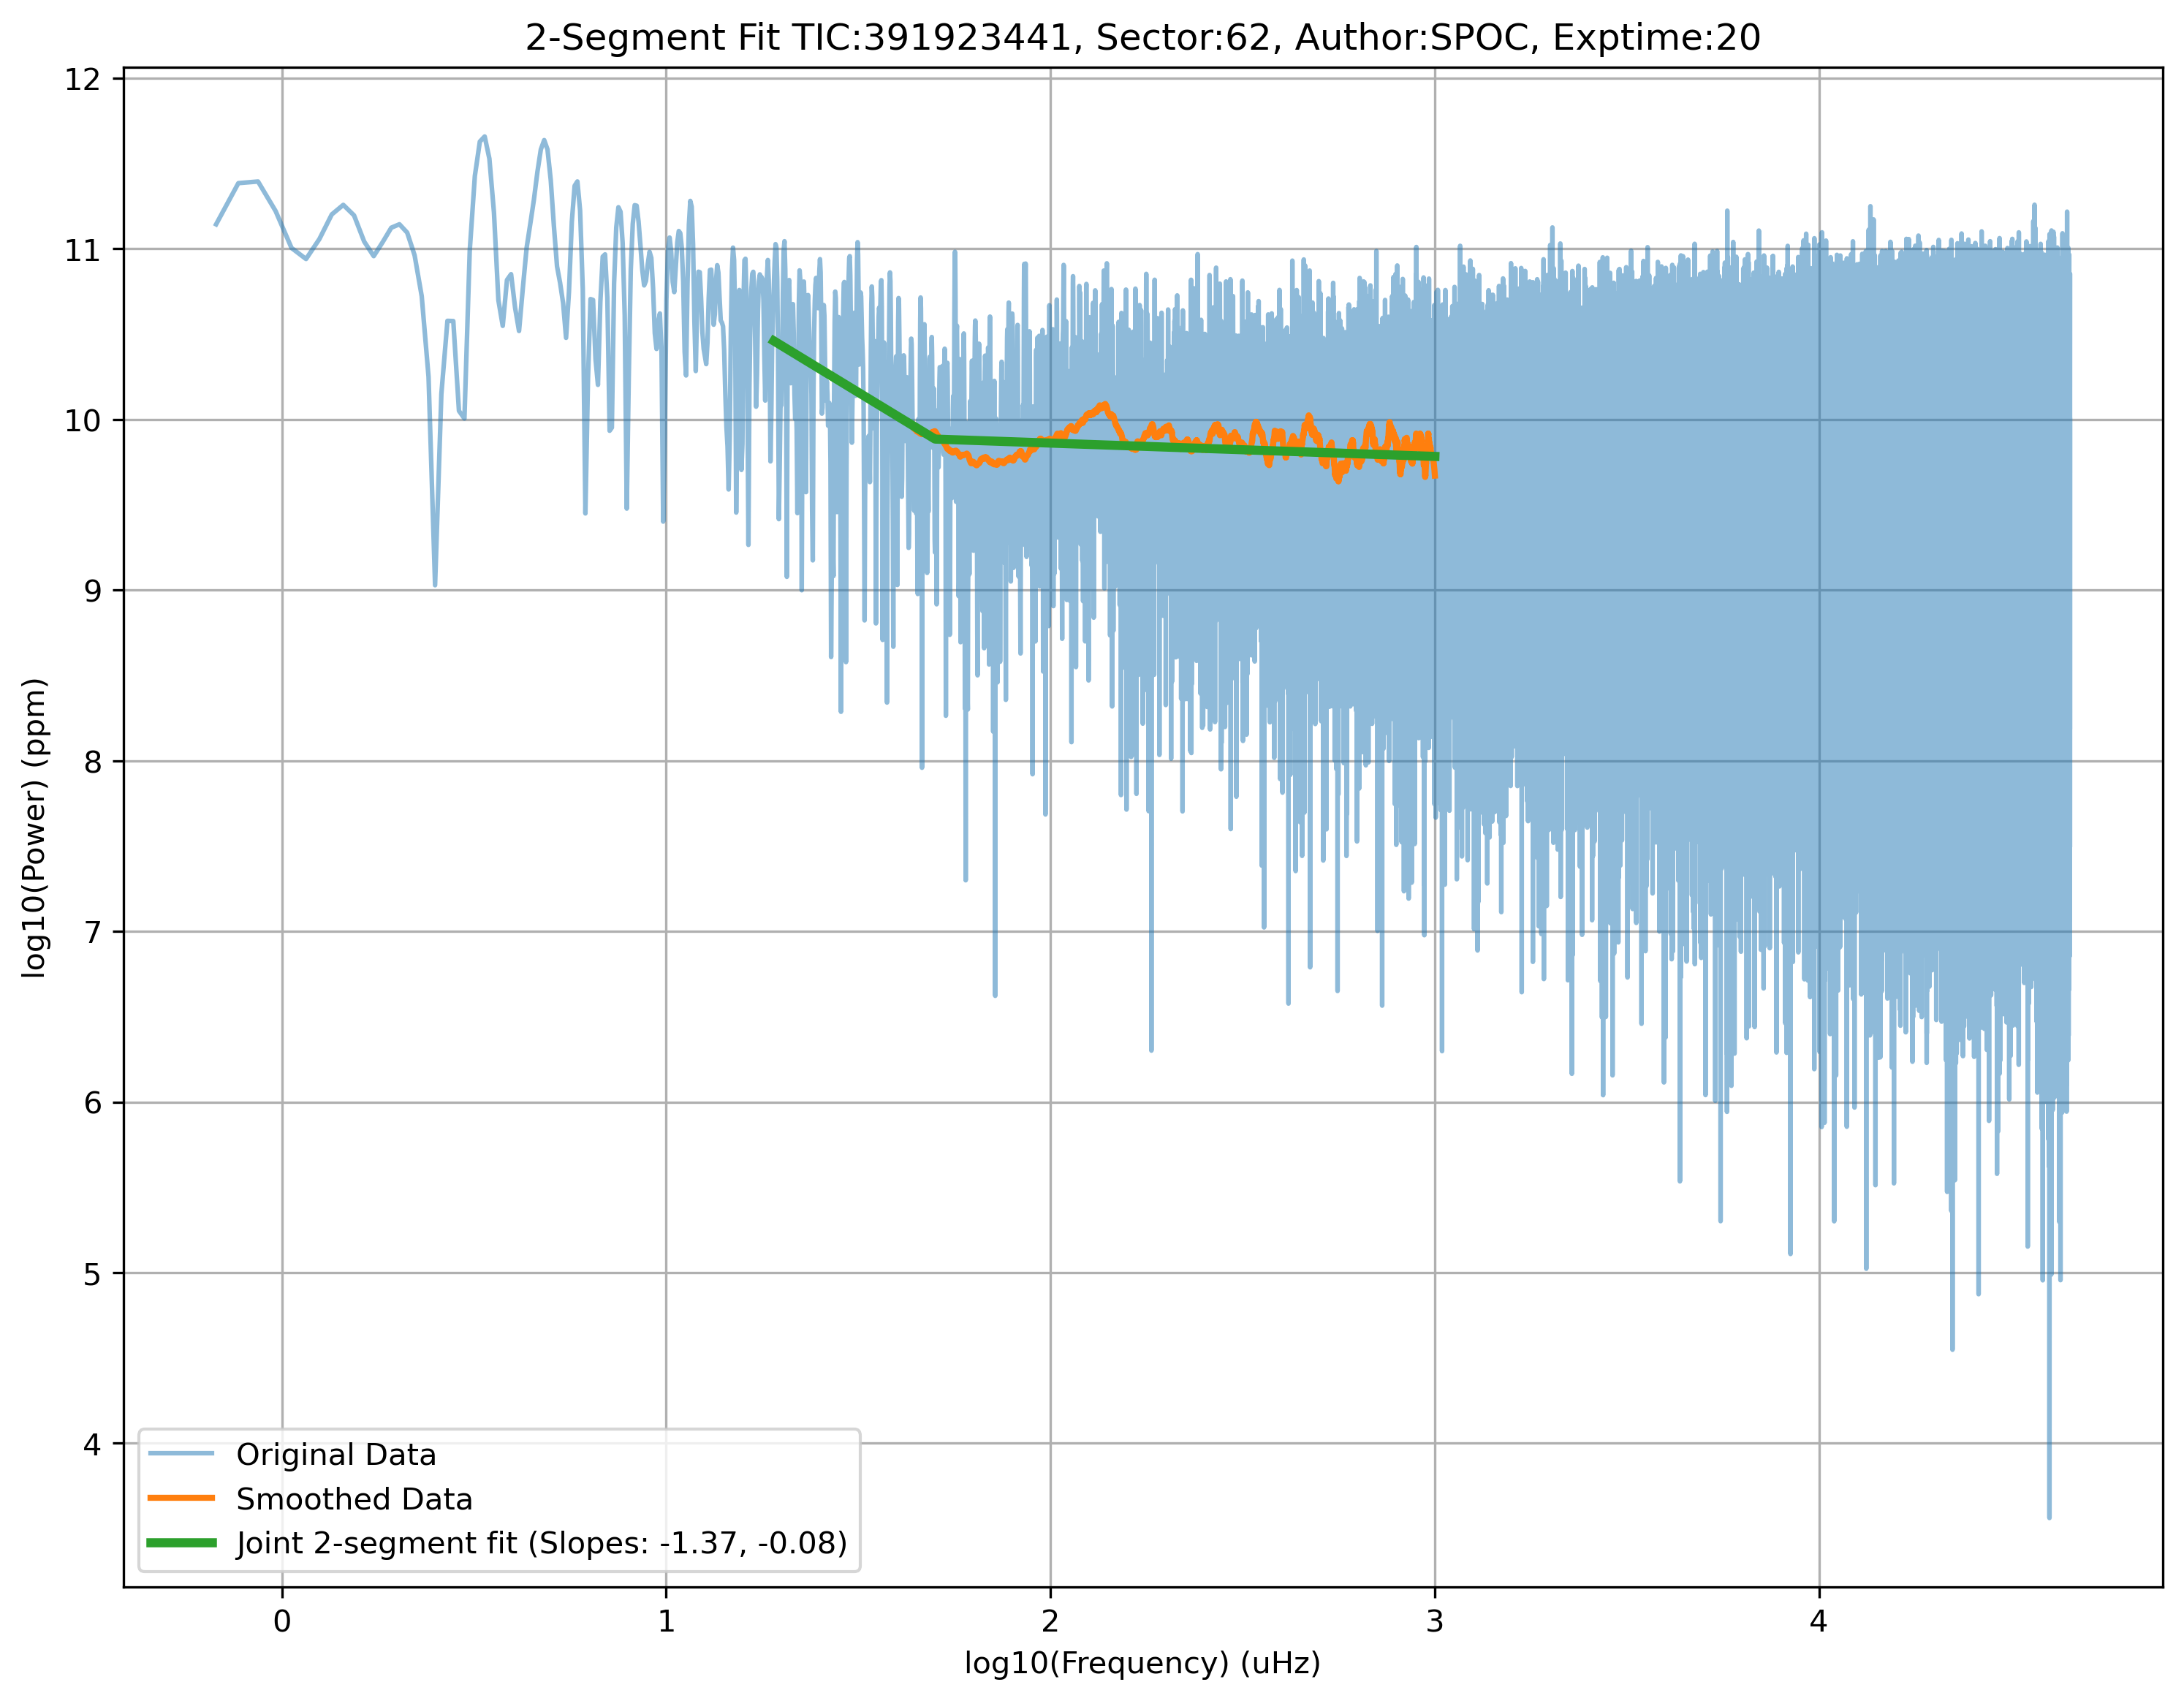 2-Segment Fit TIC:391923441, Sector:62, Author:SPOC, Exptime:20
12
11
10
9
8
7
6
5
4
log10(Power) (ppm)
Original Data
Smoothed Data
Joint 2-segment fit (Slopes: -1.37, -0.08)
0 1 2 3 4
log10(Frequency) (uHz)